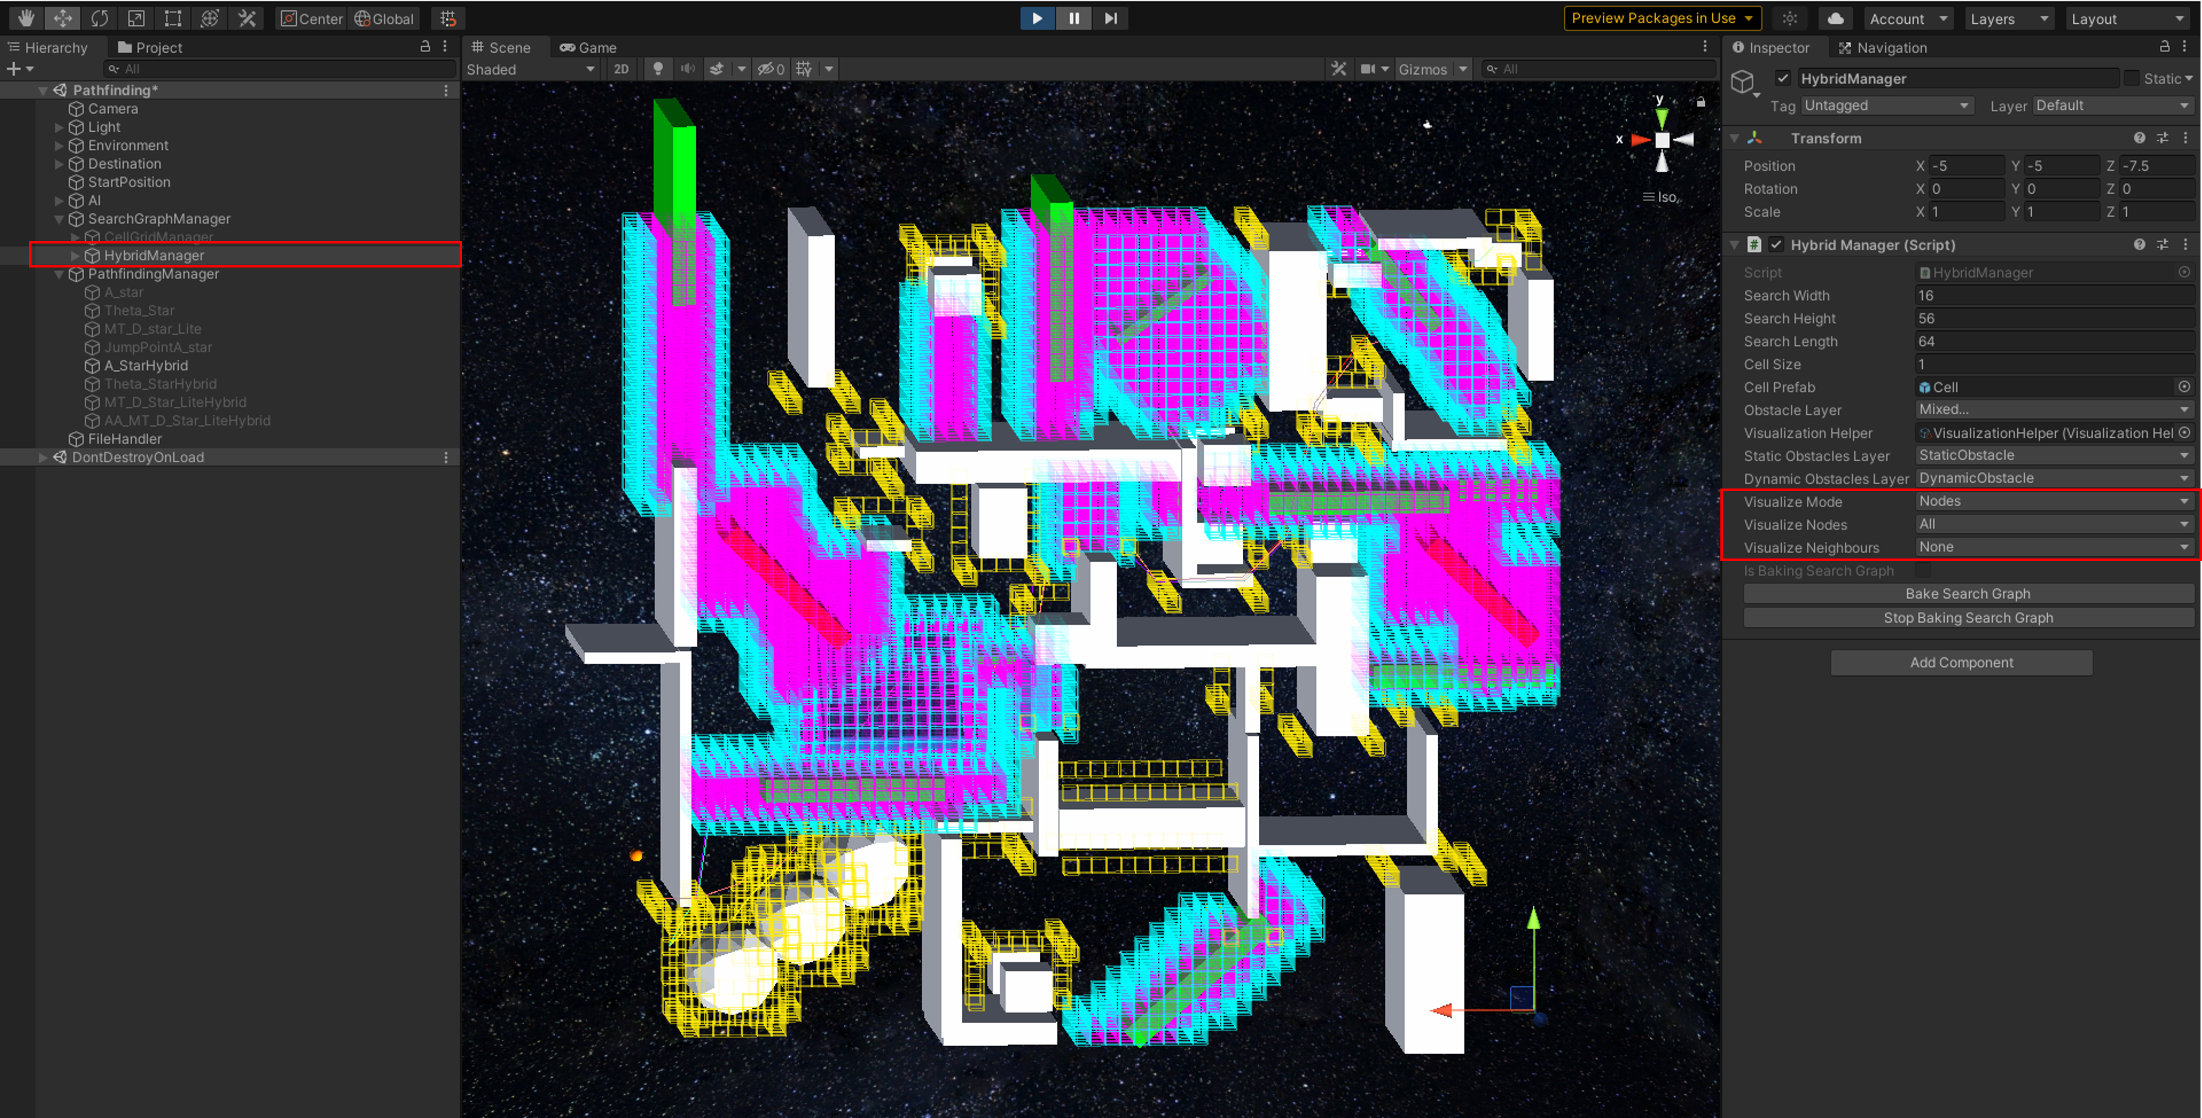 Center Global Preview Packages in Use Account Layers Layout
Hierarchy Project Scene Game Inspector Navigation
All Shaded 2D 0 Gizmos All
Pathfinding*
Camera
Light
Environment
Destination
StartPosition
AI
SearchGraphManager
CellGridManager
HybridManager
PathfindingManager
A_star
Theta_Star
MT_D_star_Lite
JumpPointA_star
A_StarHybrid
Theta_StarHybrid
MT_D_Star_LiteHybrid
AA_MT_D_Star_LiteHybrid
FileHandler
DontDestroyOnLoad
y
x
Iso
HybridManager Static
Tag Untagged Layer Default
Transform
Position X -5 Y -5 Z -7.5
Rotation X 0 Y 0 Z 0
Scale X 1 Y 1 Z 1
# Hybrid Manager (Script)
Script HybridManager
Search Width 16
Search Height 56
Search Length 64
Cell Size 1
Cell Prefab Cell
Obstacle Layer Mixed...
Visualization Helper VisualizationHelper (Visualization Hel
Static Obstacles Layer StaticObstacle
Dynamic Obstacles Layer DynamicObstacle
Visualize Mode Nodes
Visualize Nodes All
Visualize Neighbours None
Is Baking Search Graph
Bake Search Graph
Stop Baking Search Graph
Add Component